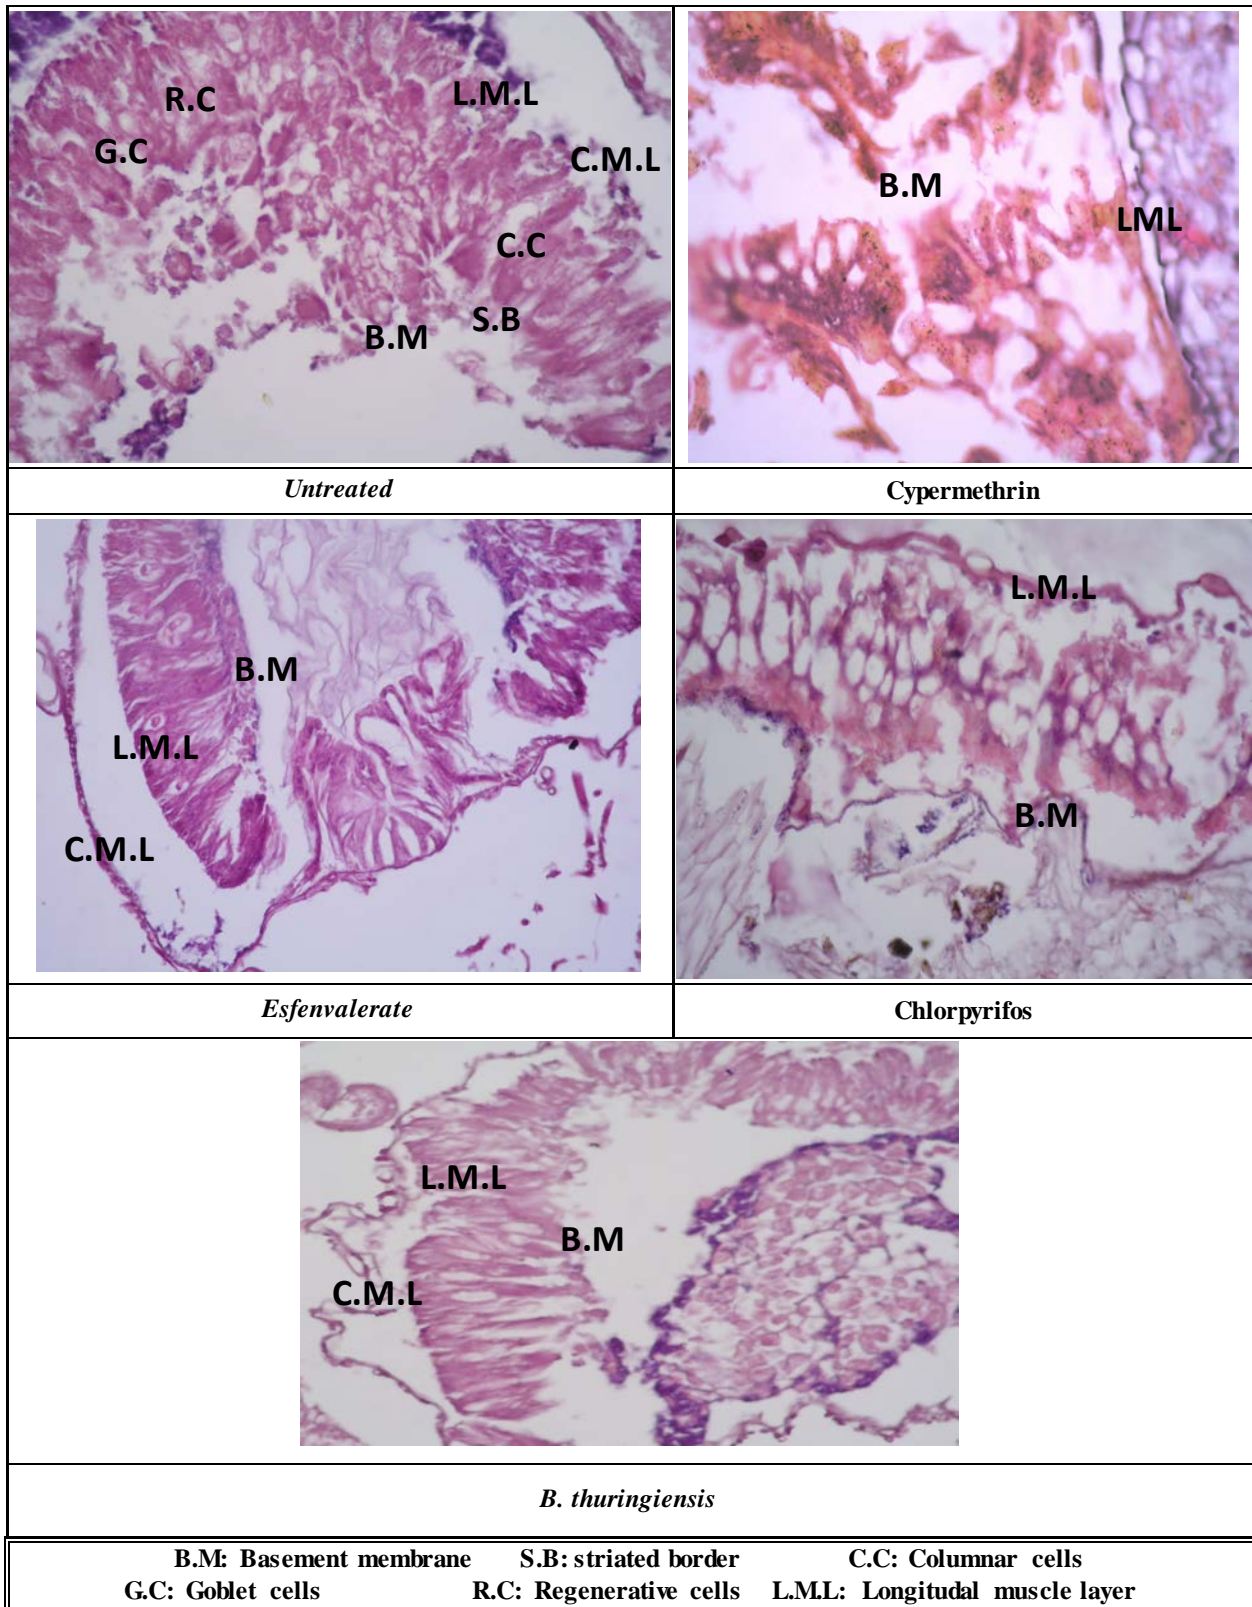 R.C
L.M.L
G.C
C.M.L
C.C
S.B
B.M
B.M
LML
Untreated
Cypermethrin
B.M
L.M.L
C.M.L
L.M.L
B.M
Esfenvalerate
Chlorpyrifos
L.M.L
B.M
C.M.L
B. thuringiensis
B.M: Basement membrane S.B: striated border C.C: Columnar cells
G.C: Goblet cells R.C: Regenerative cells L.M.L: Longitudal muscle layer